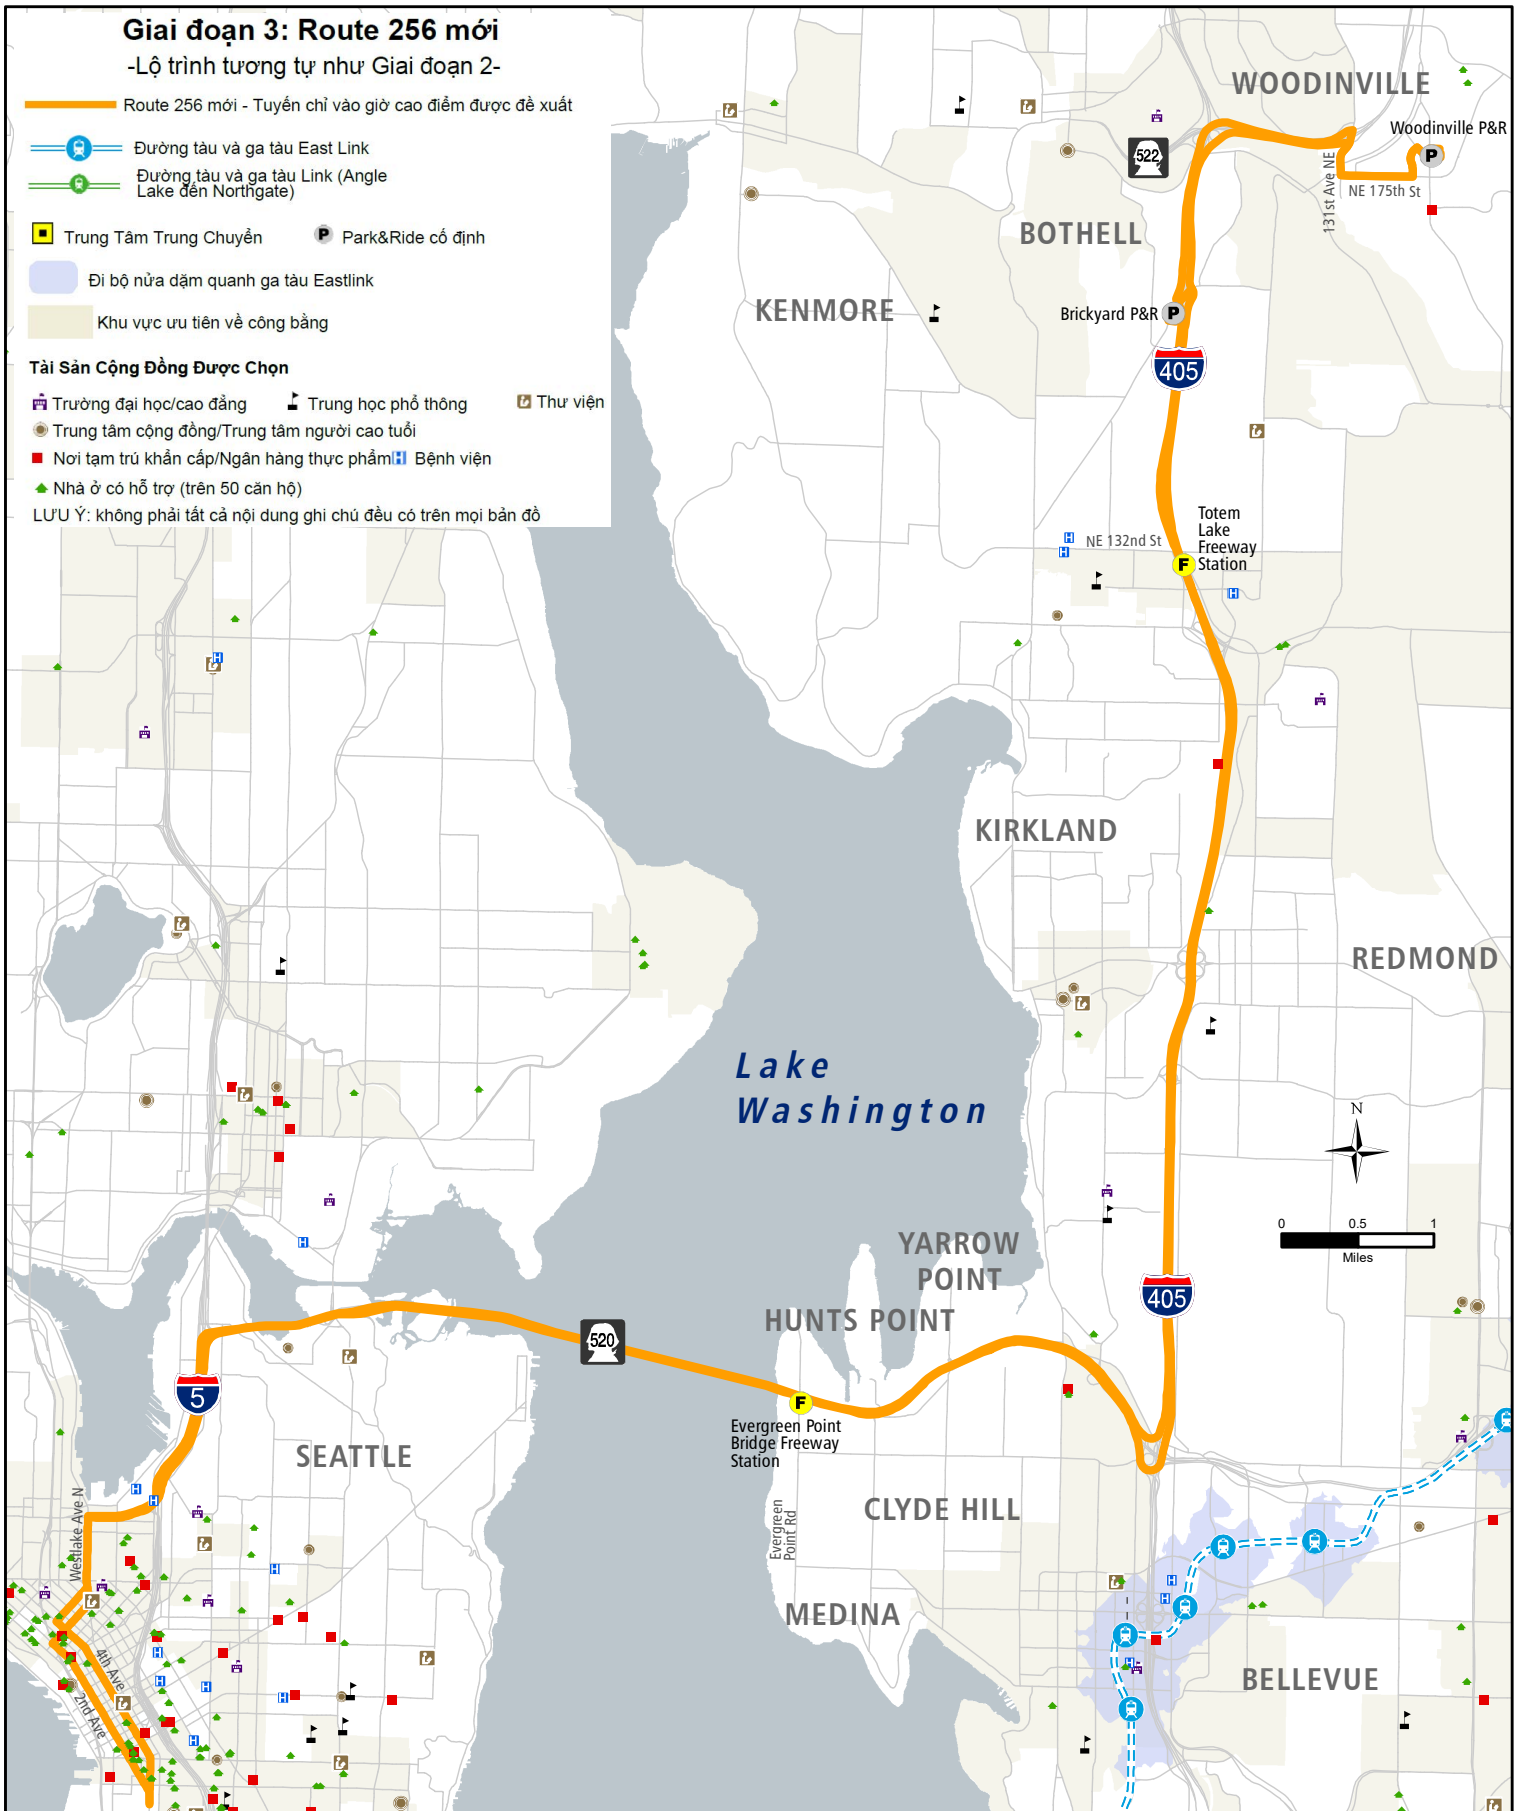 Giai đoạn 3: Route 256 mới
-Lộ trình tương tự như Giai đoạn 2-
Route 256 mới - Tuyến chỉ vào giờ cao điểm được đề xuất
Đường tàu và ga tàu East Link
Đường tàu và ga tàu Link (Angle
Lake đến Northgate)
Trung Tâm Trung Chuyển
P Park&Ride cố định
Đi bộ nửa dặm quanh ga tàu Eastlink
Khu vực ưu tiên về công bằng
Tài Sản Cộng Đồng Được Chọn
Trường đại học/cao đẳng
Trung học phổ thông
Thư viện
Trung tâm cộng đồng/Trung tâm người cao tuổi
Nơi tạm trú khẩn cấp/Ngân hàng thực phẩm
H Bệnh viện
Nhà ở có hỗ trợ (trên 50 căn hộ)
LƯU Ý: không phải tất cả nội dung ghi chú đều có trên mọi bản đồ
WOODINVILLE
Woodinville P&R
P
522
131st Ave NE
NE 175th St
BOTHELL
KENMORE
Brickyard P&R
P
405
Totem
Lake
Freeway
Station
NE 132nd St
F
KIRKLAND
REDMOND
Lake
Washington
N
0 0.5 1
Miles
YARROW
POINT
HUNTS POINT
405
520
5
F
Evergreen Point
Bridge Freeway
Station
SEATTLE
Westlake Ave N
CLYDE HILL
Evergreen
Point Rd
MEDINA
4th Ave
2nd Ave
BELLEVUE